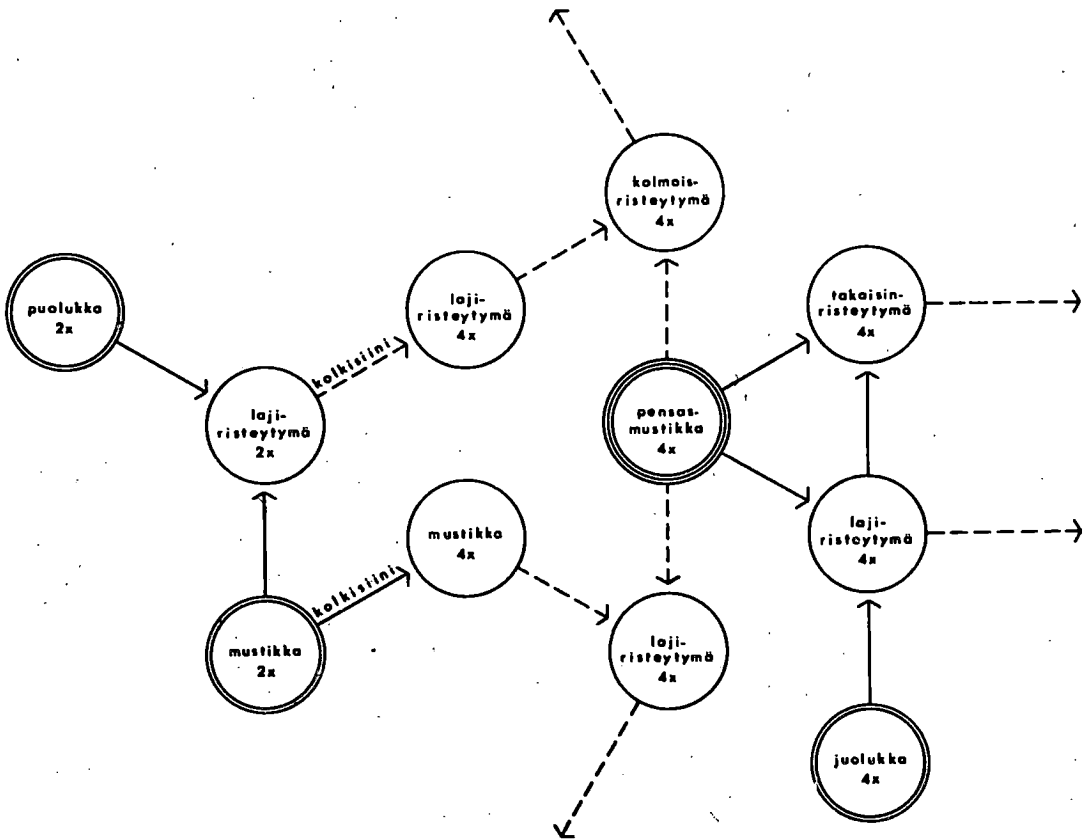 kolmois-
risteytymä
4x
puolukka
2x
laji-
risteytymä
4x
takaisin-
risteytymä
4x
kolkisiini
laji-
risteytymä
2x
pensas-
mustikka
4x
mustikka
4x
laji-
risteytymä
4x
kolkisiini
mustikka
2x
laji-
risteytymä
4x
juolukka
4x